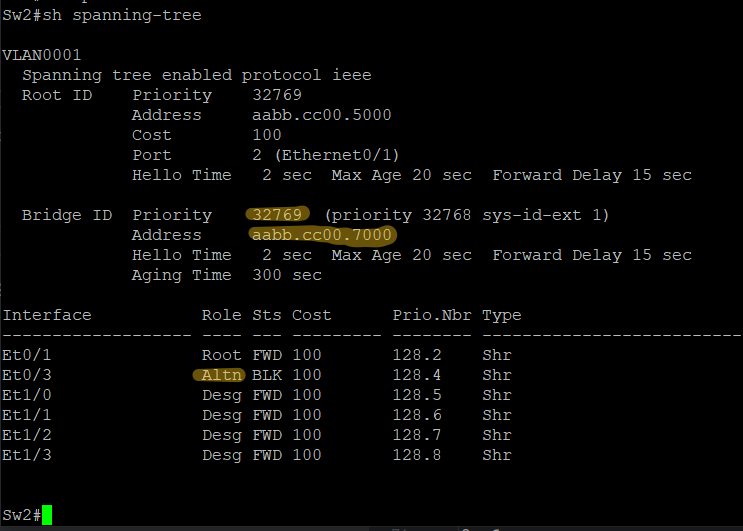 Sw2#sh spanning-tree
VLAN0001
Spanning tree enabled protocol ieee
Root ID Priority 32769
Address aabb.cc00.5000
Cost 100
Port 2 (Ethernet0/1)
Hello Time 2 sec Max Age 20 sec Forward Delay 15 sec
Bridge ID Priority 32769 (priority 32768 sys-id-ext 1)
Address aabb.cc00.7000
Hello Time 2 sec Max Age 20 sec Forward Delay 15 sec
Aging Time 300 sec
Interface Role Sts Cost Prio.Nbr Type
------------------- ---- --- --------- -------- --------------------------
Et0/1 Root FWD 100 128.2 Shr
Et0/3 Altn BLK 100 128.4 Shr
Et1/0 Desg FWD 100 128.5 Shr
Et1/1 Desg FWD 100 128.6 Shr
Et1/2 Desg FWD 100 128.7 Shr
Et1/3 Desg FWD 100 128.8 Shr
Sw2#